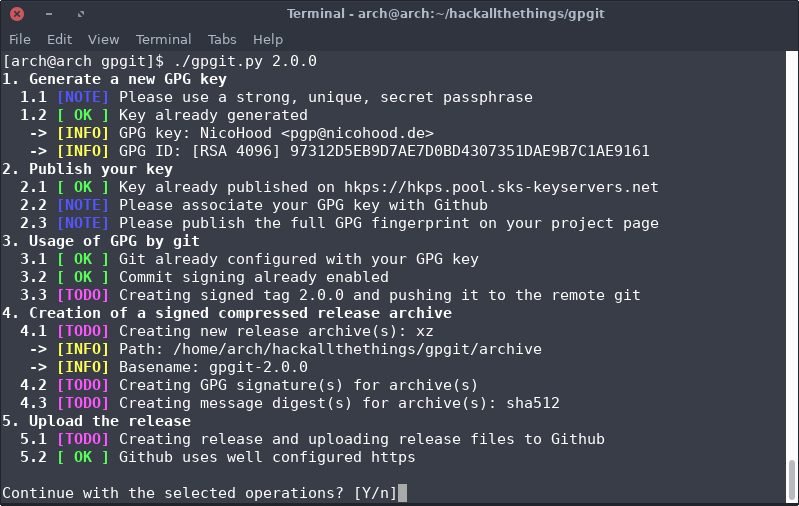 Terminal - arch@arch:~/hackallthethings/gpgit
File Edit View Terminal Tabs Help
[arch@arch gpgit]$ ./gpgit.py 2.0.0
1. Generate a new GPG key
1.1 [NOTE] Please use a strong, unique, secret passphrase
1.2 [ OK ] Key already generated
-> [INFO] GPG key: NicoHood <pgp@nicohood.de>
-> [INFO] GPG ID: [RSA 4096] 97312D5EB9D7AE7D0BD4307351DAE9B7C1AE9161
2. Publish your key
2.1 [ OK ] Key already published on hkps://hkps.pool.sks-keyservers.net
2.2 [NOTE] Please associate your GPG key with Github
2.3 [NOTE] Please publish the full GPG fingerprint on your project page
3. Usage of GPG by git
3.1 [ OK ] Git already configured with your GPG key
3.2 [ OK ] Commit signing already enabled
3.3 [TODO] Creating signed tag 2.0.0 and pushing it to the remote git
4. Creation of a signed compressed release archive
4.1 [TODO] Creating new release archive(s): xz
-> [INFO] Path: /home/arch/hackallthethings/gpgit/archive
-> [INFO] Basename: gpgit-2.0.0
4.2 [TODO] Creating GPG signature(s) for archive(s)
4.3 [TODO] Creating message digest(s) for archive(s): sha512
5. Upload the release
5.1 [TODO] Creating release and uploading release files to Github
5.2 [ OK ] Github uses well configured https
Continue with the selected operations? [Y/n]